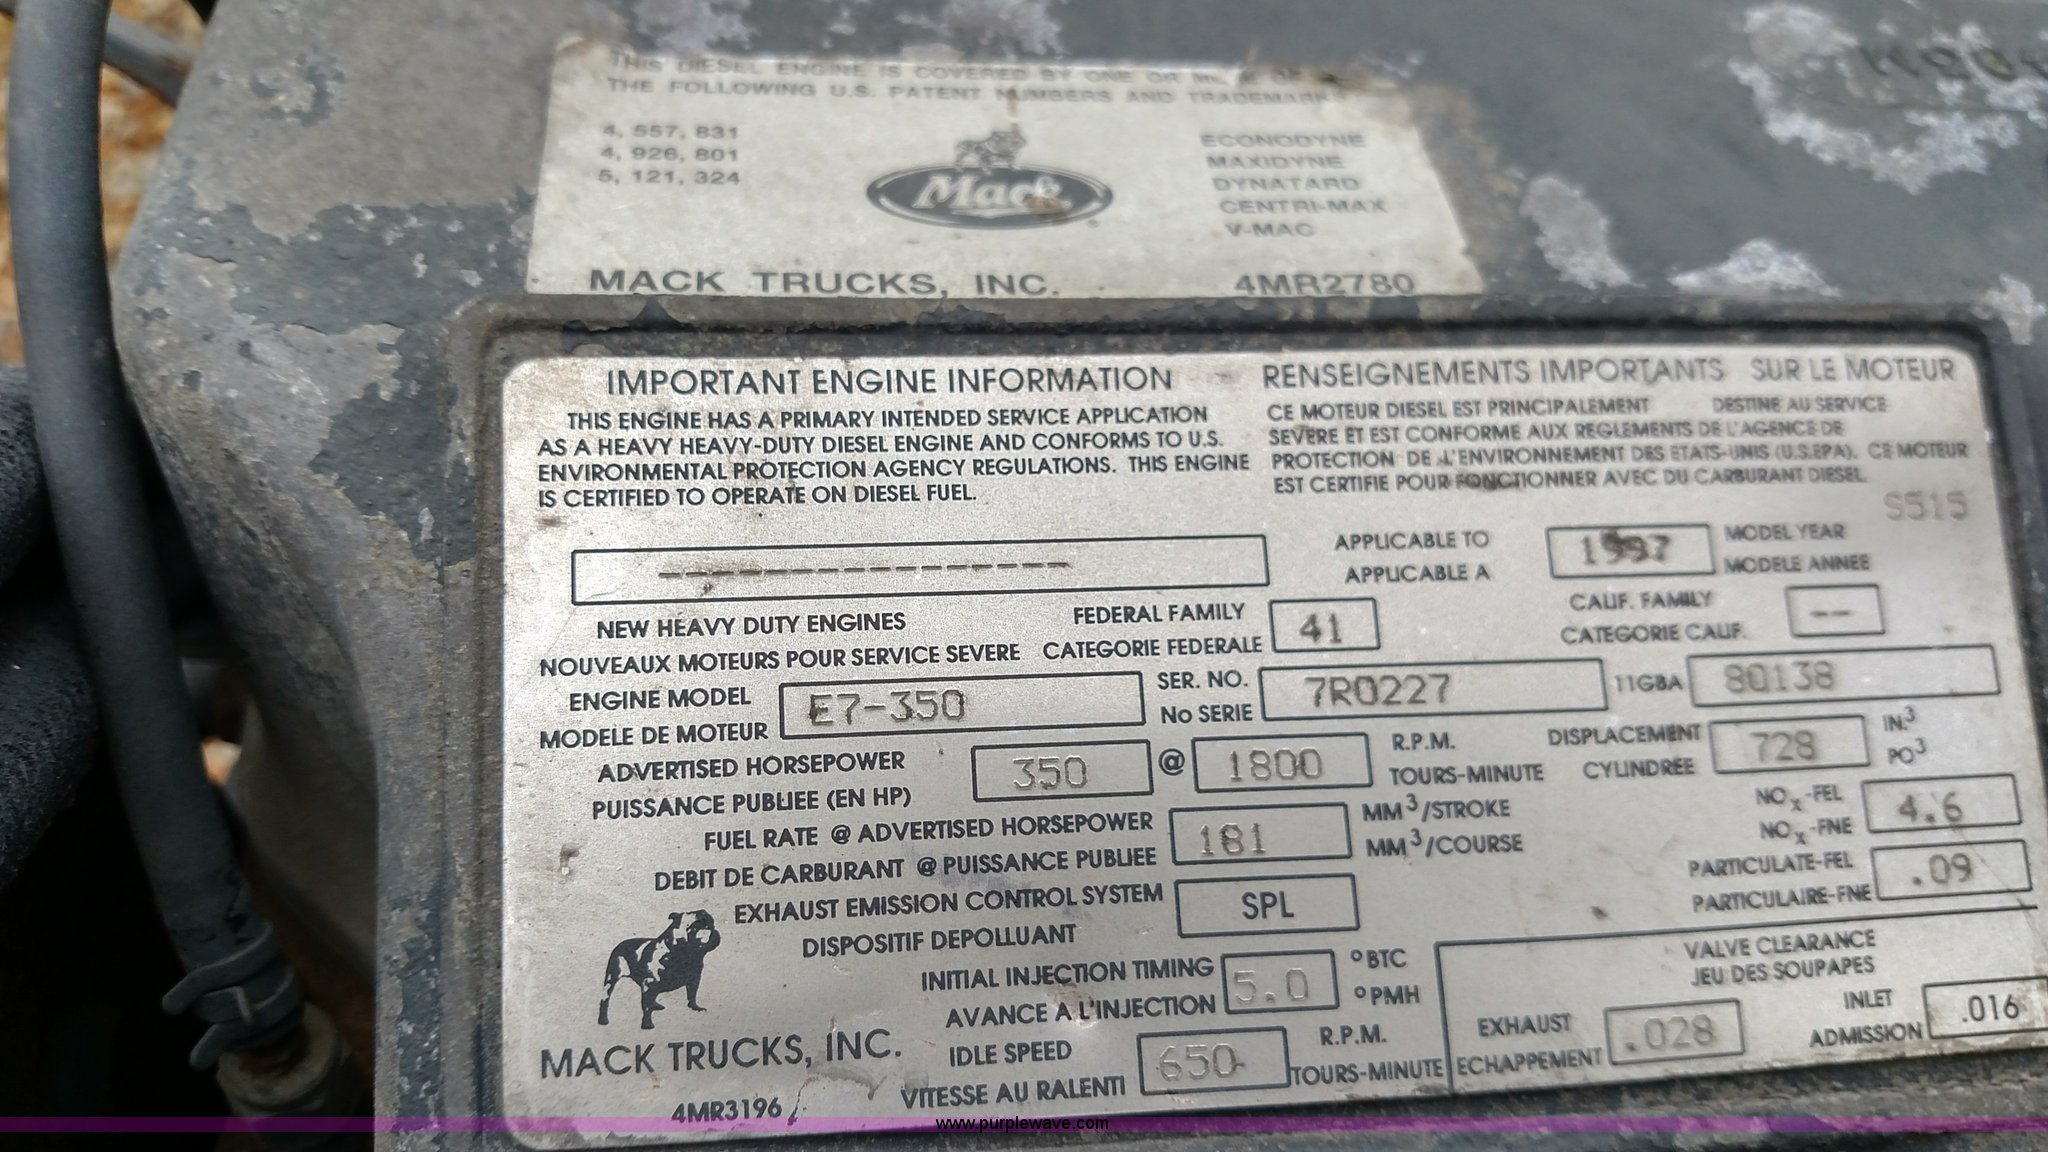 THIS DIESEL ENGINE IS COVERED BY ONE OR
THE FOLLOWING U.S. PATENT NUMBERS AND TRADEMARK
4, 557, 831
4, 926, 801
5, 121, 324
Mack
ECONODYNE
MAXIDYNE
DYNATARD
CENTRI-MAX
V-MAC
MACK TRUCKS, INC. 4MR2780
IMPORTANT ENGINE INFORMATION
THIS ENGINE HAS A PRIMARY INTENDED SERVICE APPLICATION
AS A HEAVY HEAVY-DUTY DIESEL ENGINE AND CONFORMS TO U.S.
ENVIRONMENTAL PROTECTION AGENCY REGULATIONS. THIS ENGINE
IS CERTIFIED TO OPERATE ON DIESEL FUEL.
RENSEIGNEMENTS IMPORTANTS SUR LE MOTEUR
CE MOTEUR DIESEL EST PRINCIPALEMENT DESTINE AU SERVICE
SEVERE ET EST CONFORME AUX REGLEMENTS DE L'AGENCE DE
PROTECTION DE L'ENVIRONNEMENT DES ETATS-UNIS (U.S.EPA). CE MOTEUR
EST CERTIFIE POUR FONCTIONNER AVEC DU CARBURANT DIESEL
S515
----------------
APPLICABLE TO 1997 MODEL YEAR
APPLICABLE A MODELE ANNEE
NEW HEAVY DUTY ENGINES FEDERAL FAMILY 41 CALIF. FAMILY --
NOUVEAUX MOTEURS POUR SERVICE SEVERE CATEGORIE FEDERALE CATEGORIE CALIF.
ENGINE MODEL E7-350 SER. NO. 7R0227 11GBA 80138
MODELE DE MOTEUR No SERIE
ADVERTISED HORSEPOWER 350 @ 1800 R.P.M. DISPLACEMENT 728 IN³
PUISSANCE PUBLIEE (EN HP) TOURS-MINUTE CYLINDRÉE PO³
FUEL RATE @ ADVERTISED HORSEPOWER 181 MM³/STROKE NOx-FEL 4.6
DEBIT DE CARBURANT @ PUISSANCE PUBLIEE MM³/COURSE NOx-FNE
EXHAUST EMISSION CONTROL SYSTEM SPL PARTICULATE-FEL .09
DISPOSITIF DEPOLLUANT PARTICULAIRE-FNE
INITIAL INJECTION TIMING 5.0 °BTC
AVANCE A L'INJECTION °PMH
VALVE CLEARANCE
JEU DES SOUPAPES
MACK TRUCKS, INC. IDLE SPEED 650 R.P.M. EXHAUST .028 INLET .016
VITESSE AU RALENTI TOURS-MINUTE ECHAPPEMENT ADMISSION
4MR3196
www.purplewave.com